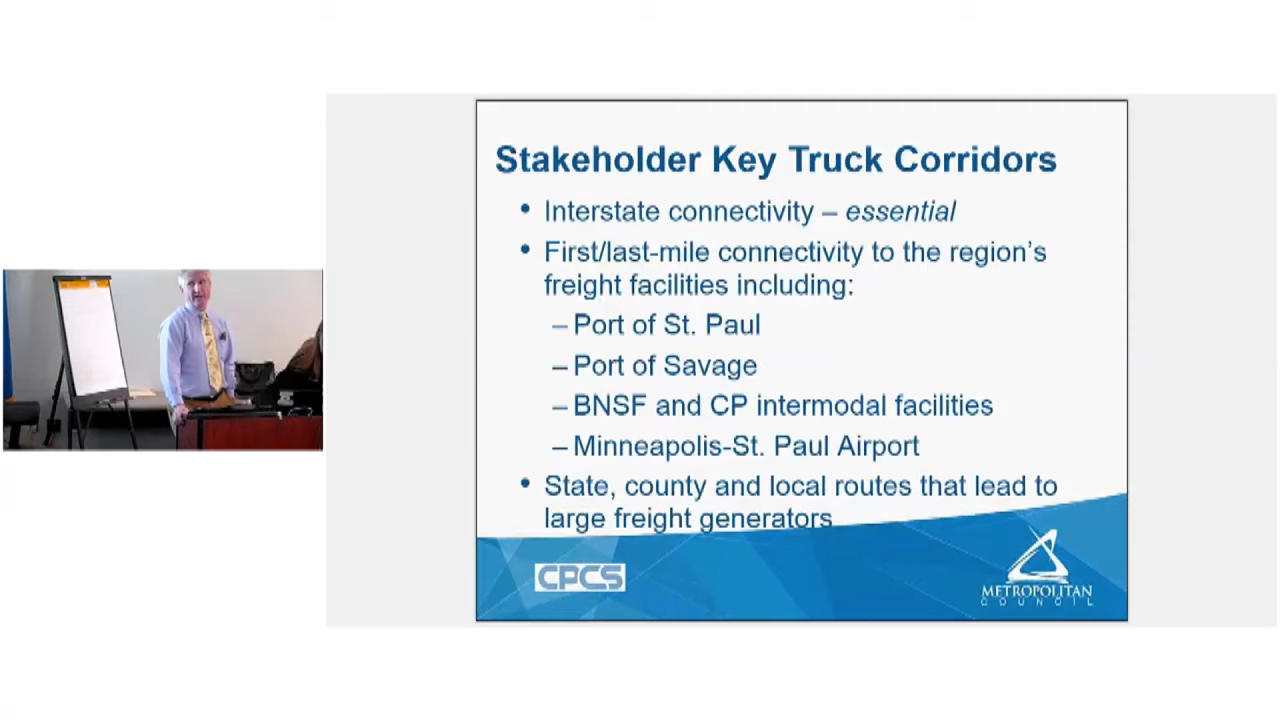 Stakeholder Key Truck Corridors
• Interstate connectivity – essential
• First/last-mile connectivity to the region's
freight facilities including:
– Port of St. Paul
– Port of Savage
– BNSF and CP intermodal facilities
– Minneapolis-St. Paul Airport
• State, county and local routes that lead to
large freight generators
CPCS
METROPOLITAN
COUNCIL